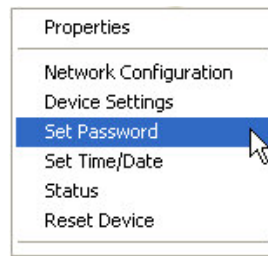 Properties
Network Configuration
Device Settings
Set Password
Set Time/Date
Status
Reset Device